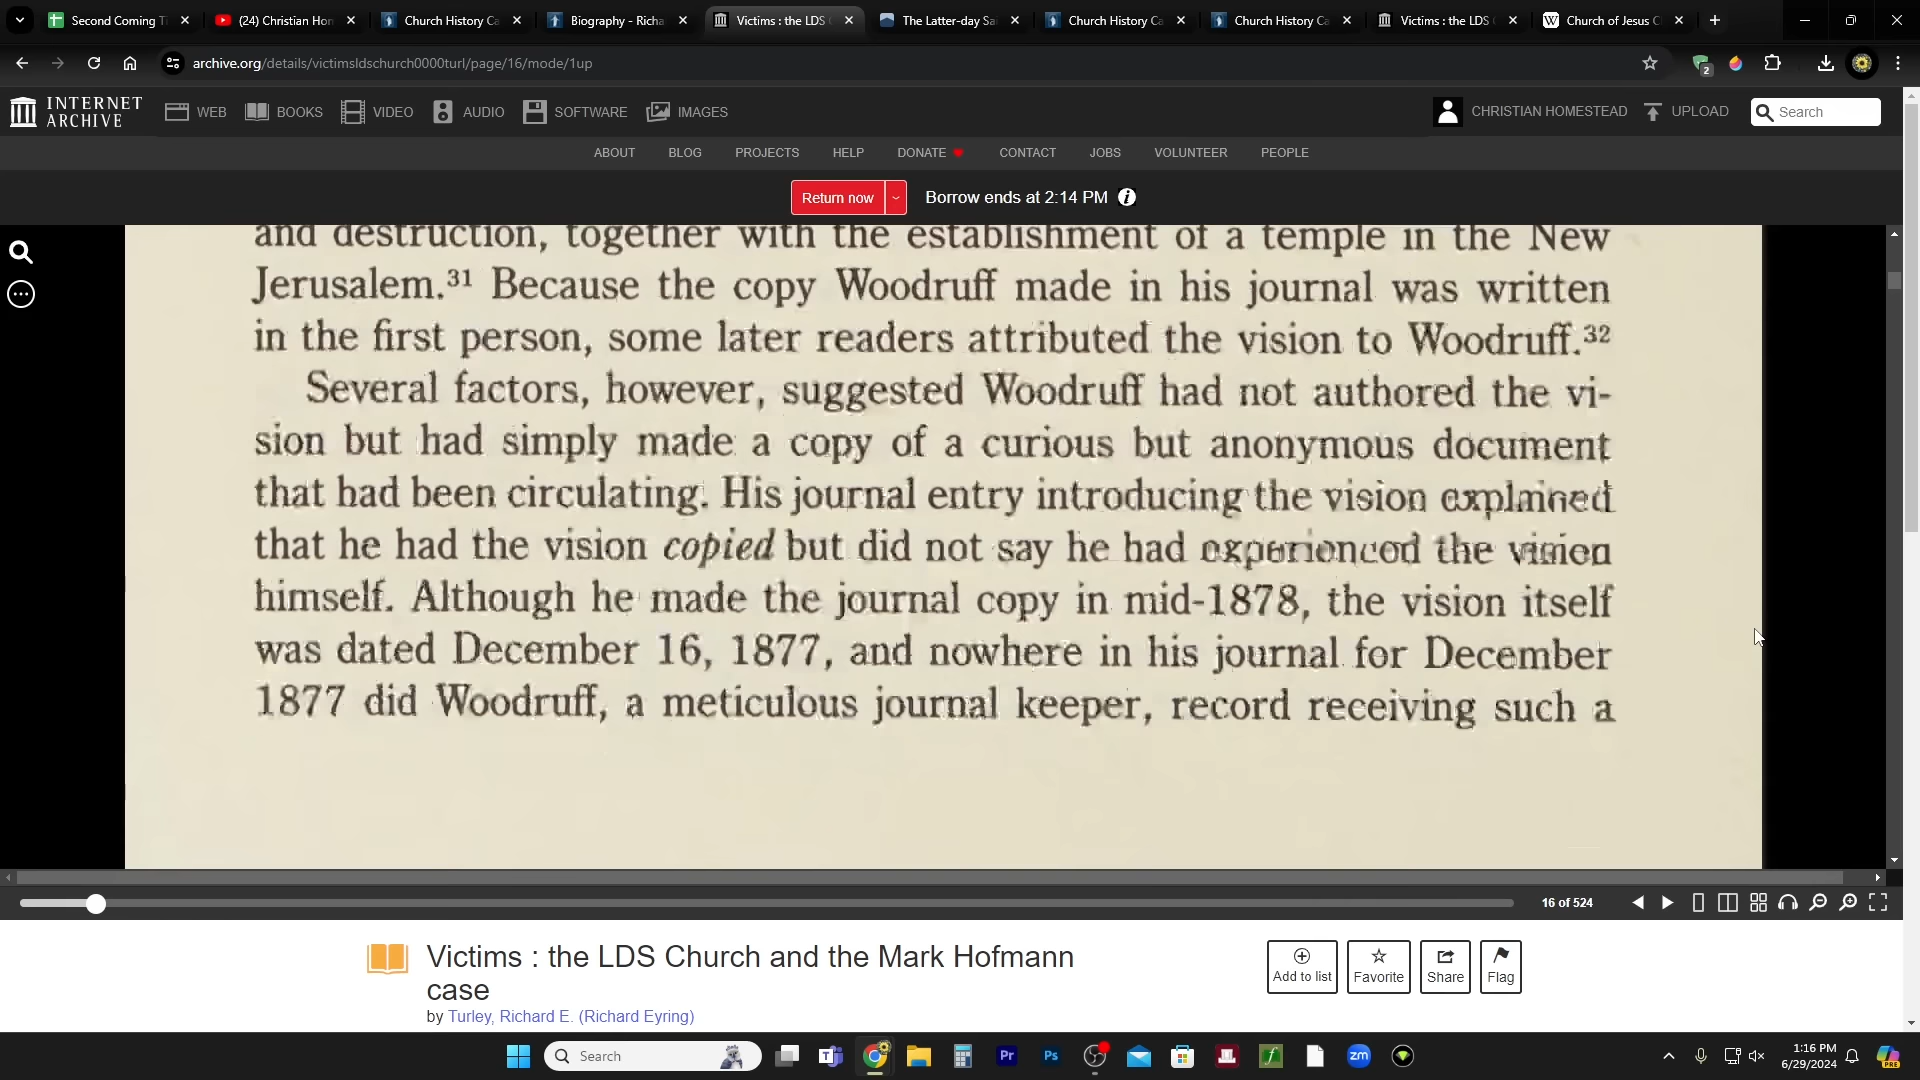 Second Coming Ti
(24) Christian Hom
Church History Ca
Biography - Richa
Victims : the LDS C
The Latter-day Sai
Church History Ca
Church History Ca
Victims : the LDS C
Church of Jesus C
archive.org/details/victimsldschurch0000turl/page/16/mode/1up
2
INTERNET ARCHIVE
WEB
BOOKS
VIDEO
AUDIO
SOFTWARE
IMAGES
CHRISTIAN HOMESTEAD
UPLOAD
Search
ABOUT
BLOG
PROJECTS
HELP
DONATE
CONTACT
JOBS
VOLUNTEER
PEOPLE
Return now
Borrow ends at 2:14 PM
and destruction, together with the establishment of a temple in the New
Jerusalem.³¹ Because the copy Woodruff made in his journal was written
in the first person, some later readers attributed the vision to Woodruff.³²
Several factors, however, suggested Woodruff had not authored the vi-
sion but had simply made a copy of a curious but anonymous document
that had been circulating. His journal entry introducing the vision explained
that he had the vision copied but did not say he had experienced the vision
himself. Although he made the journal copy in mid-1878, the vision itself
was dated December 16, 1877, and nowhere in his journal for December
1877 did Woodruff, a meticulous journal keeper, record receiving such a
16 of 524
Victims : the LDS Church and the Mark Hofmann
case
by Turley, Richard E. (Richard Eyring)
Add to list
Favorite
Share
Flag
Search
Pr
Ps
zm
1:16 PM
6/29/2024